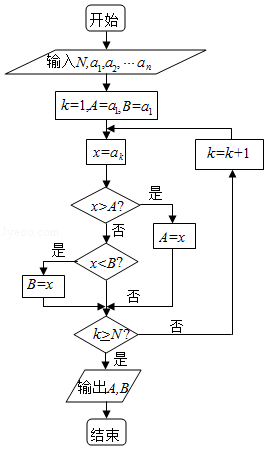 开始
输入N,a₁,a₂,…aₙ
k=1,A=a₁,B=a₁
x=aₖ
k=k+1
x>A?
是
否
A=x
是
x<B?
B=x
否
k≥N?
否
是
输出A,B
结束